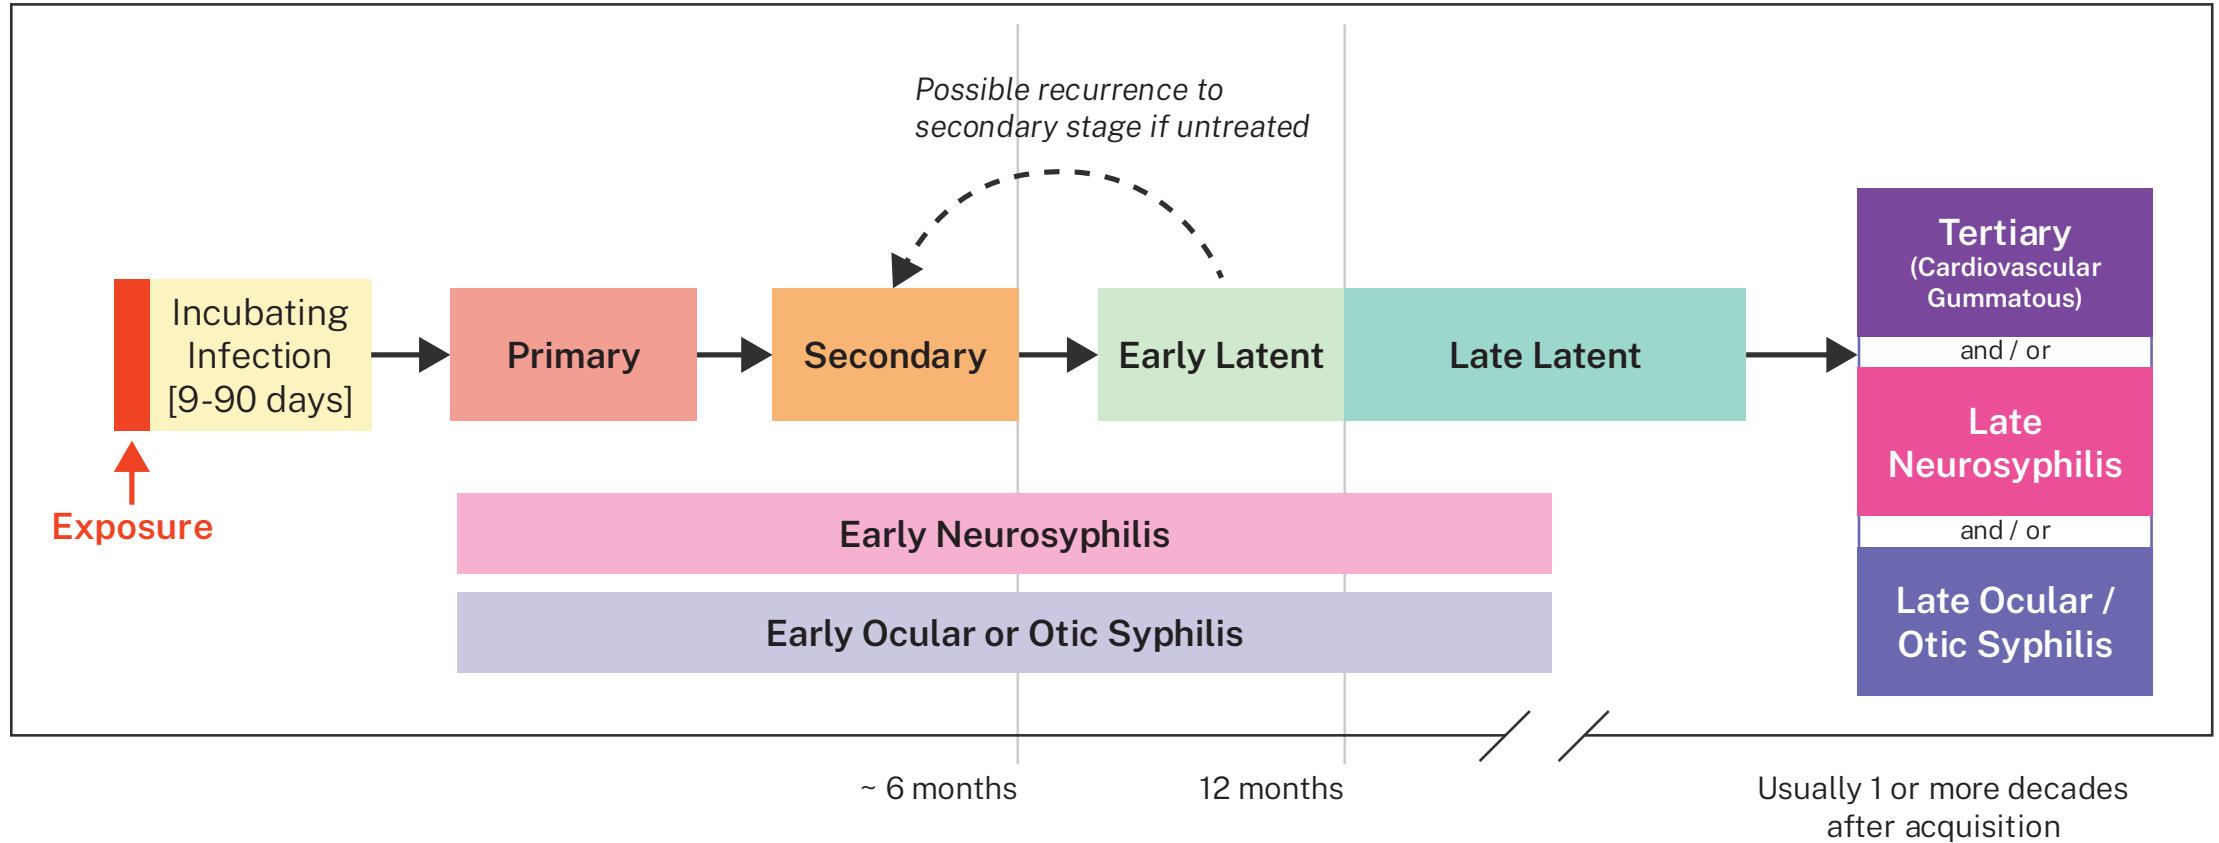 Possible recurrence to
secondary stage if untreated
Exposure
Incubating
Infection
[9-90 days]
Primary
Secondary
Early Latent
Late Latent
Early Neurosyphilis
Early Ocular or Otic Syphilis
Tertiary
(Cardiovascular
Gummatous)
and / or
Late
Neurosyphilis
and / or
Late Ocular /
Otic Syphilis
~ 6 months
12 months
Usually 1 or more decades
after acquisition